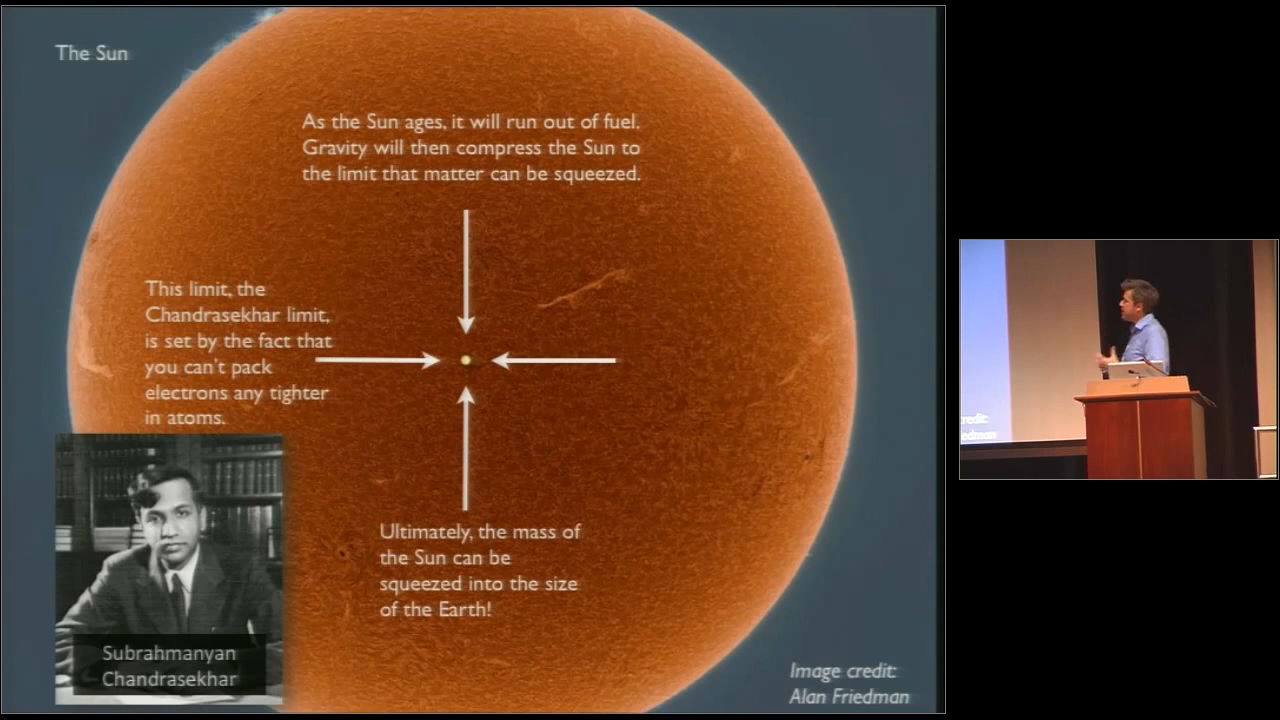 The Sun
As the Sun ages, it will run out of fuel.
Gravity will then compress the Sun to
the limit that matter can be squeezed.
This limit, the
Chandrasekhar limit,
is set by the fact that
you can't pack
electrons any tighter
in atoms.
Ultimately, the mass of
the Sun can be
squeezed into the size
of the Earth!
Subrahmanyan
Chandrasekhar
Image credit:
Alan Friedman